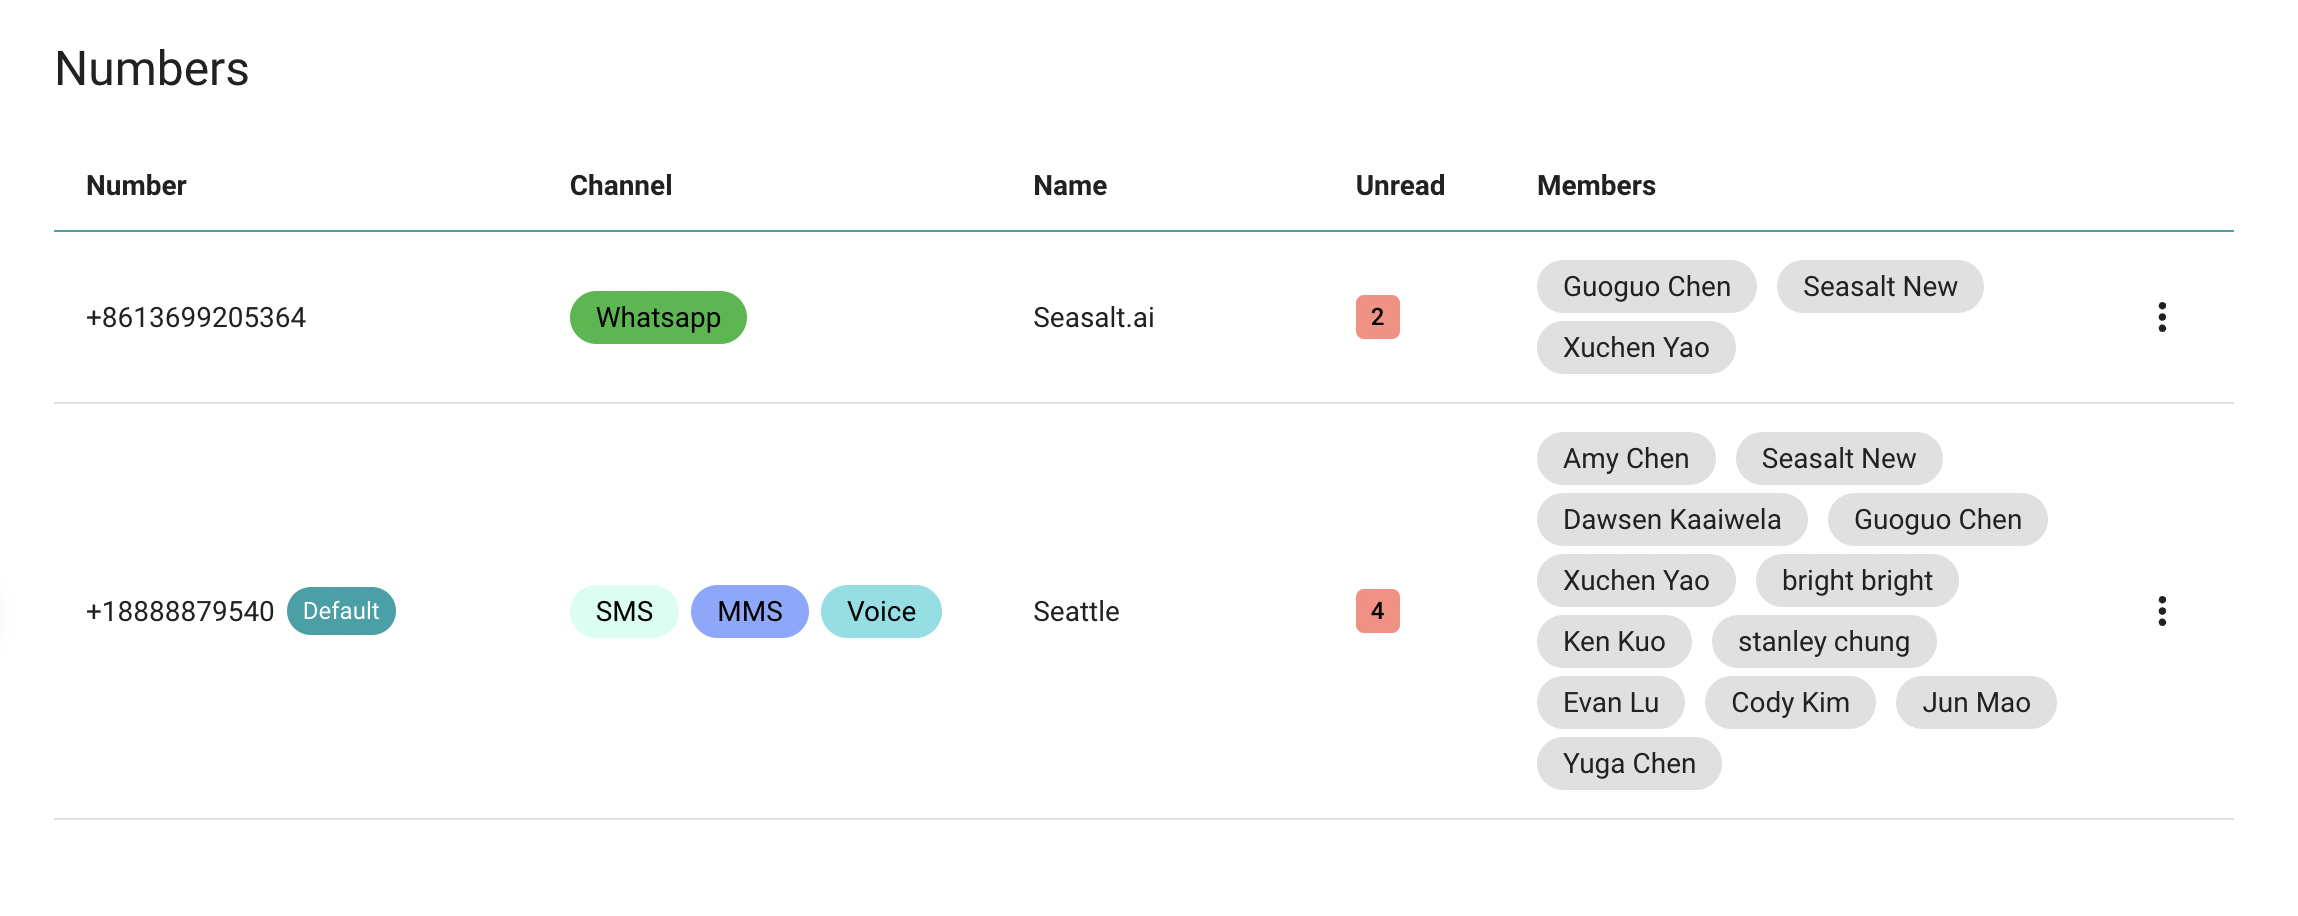 Numbers
Number Channel Name Unread Members
+8613699205364 Whatsapp Seasalt.ai 2 Guoguo Chen Seasalt New
Xuchen Yao
+18888879540 Default SMS MMS Voice Seattle 4 Amy Chen Seasalt New
Dawsen Kaaiwela Guoguo Chen
Xuchen Yao bright bright
Ken Kuo stanley chung
Evan Lu Cody Kim Jun Mao
Yuga Chen